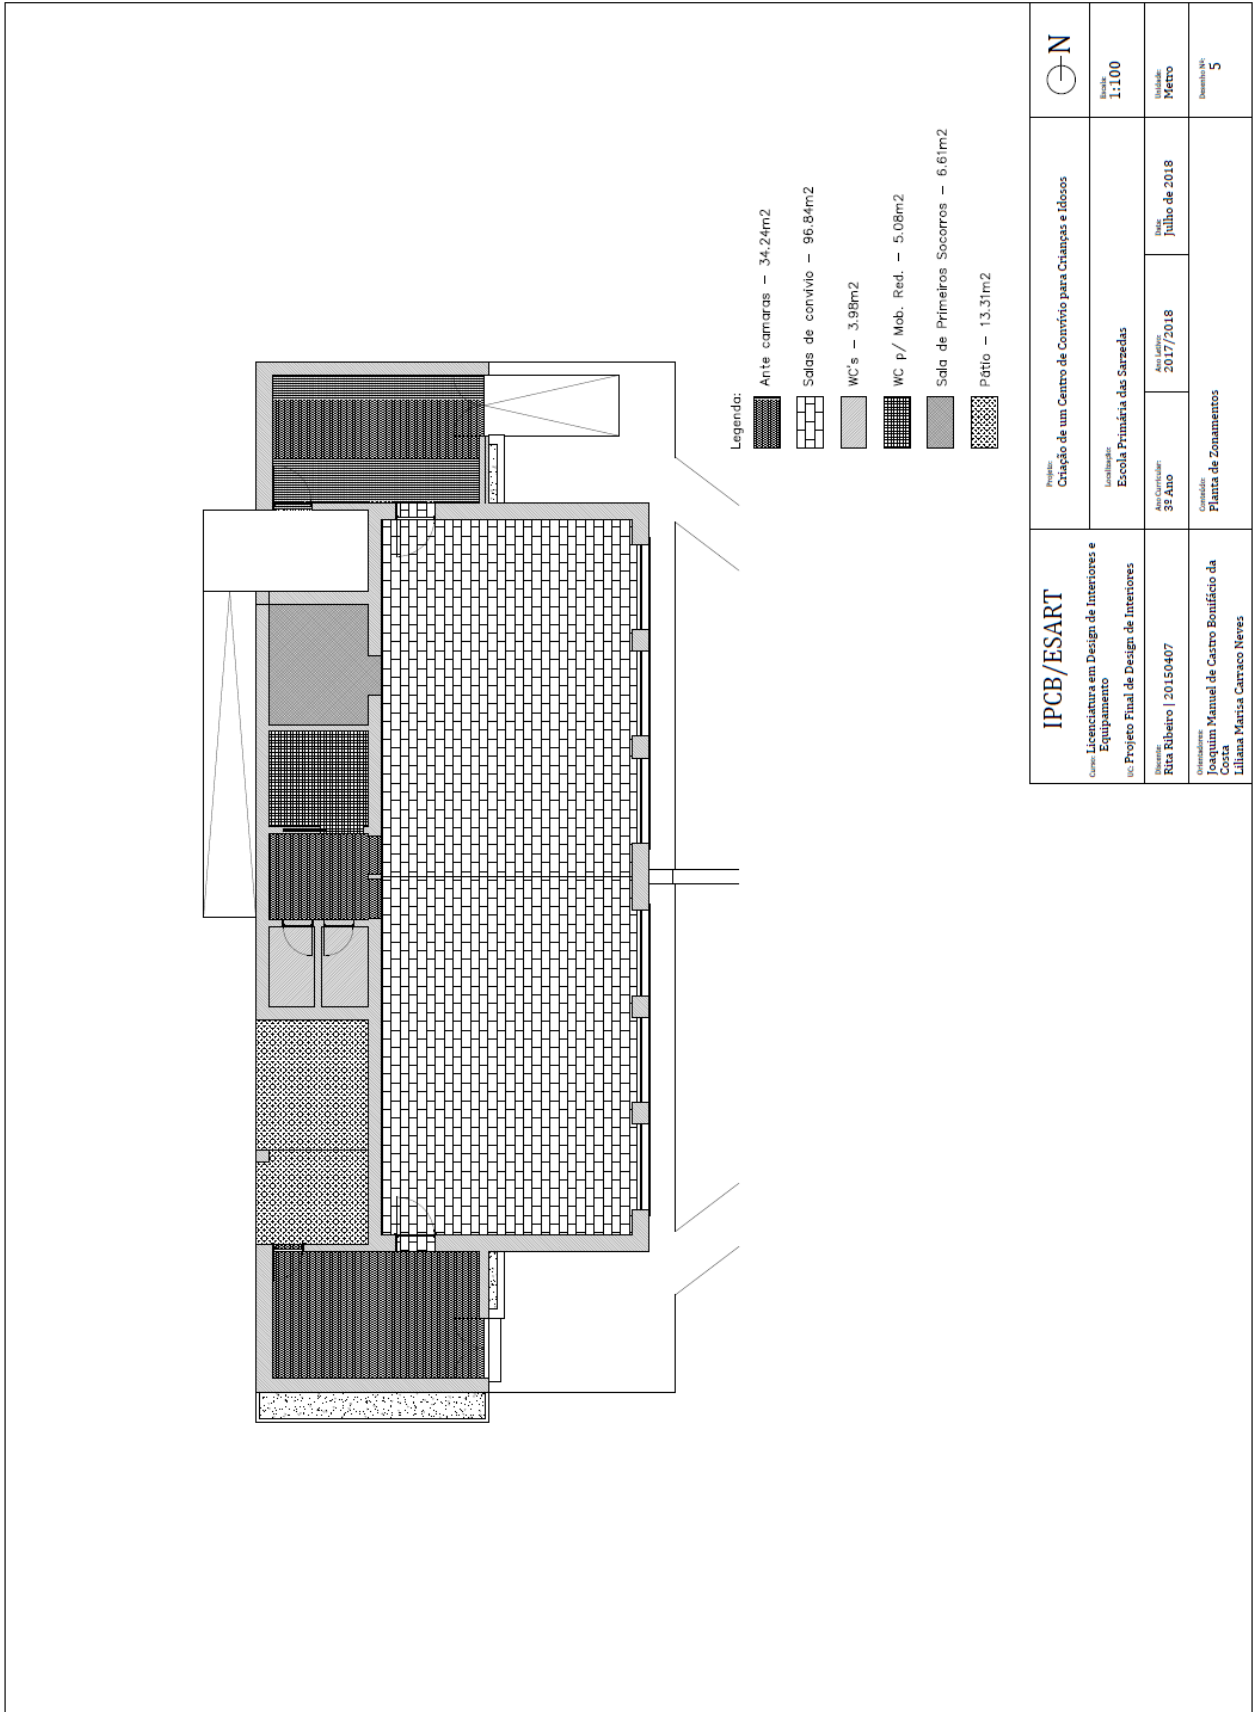 Legenda:
Ante camaras – 34.24m2
Salas de convívio – 96.84m2
WC's – 3.98m2
WC p/ Mob. Red. – 5.08m2
Sala de Primeiros Socorros – 6.61m2
Pátio – 13.31m2
IPCB/ESART
Curso: Licenciatura em Design de Interiores e
Equipamento
UC: Projeto Final de Design de Interiores
Discente:
Rita Ribeiro | 20150407
Orientadores:
Joaquim Manuel de Castro Bonifácio da
Costa
Liliana Marisa Carraco Neves
Projeto:
Criação de um Centro de Convívio para Crianças e Idosos
Localização:
Escola Primária das Sarzedas
Ano Curricular:
3º Ano
Ano Letivo:
2017/2018
Data:
Julho de 2018
Conteúdo:
Planta de Zonamentos
N
Escala:
1:100
Unidade:
Metro
Desenho Nº:
5